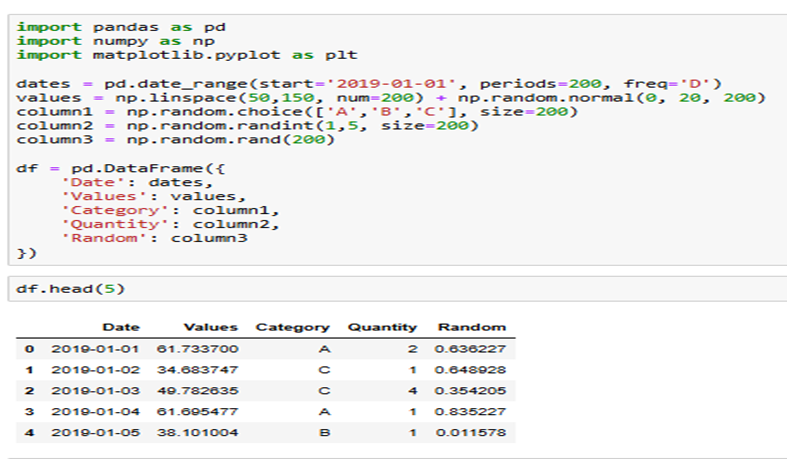 import pandas as pd
import numpy as np
import matplotlib.pyplot as plt
dates = pd.date_range(start='2019-01-01', periods=200, freq='D')
values = np.linspace(50,150, num=200) + np.random.normal(0, 20, 200)
column1 = np.random.choice(['A','B','C'], size=200)
column2 = np.random.randint(1,5, size=200)
column3 = np.random.rand(200)
df = pd.DataFrame({
    'Date': dates,
    'Values': values,
    'Category': column1,
    'Quantity': column2,
    'Random': column3
})
df.head(5)
Date Values Category Quantity Random
0 2019-01-01 61.733700 A 2 0.636227
1 2019-01-02 34.683747 C 1 0.648928
2 2019-01-03 49.782635 C 4 0.354205
3 2019-01-04 61.695477 A 1 0.835227
4 2019-01-05 38.101004 B 1 0.011578